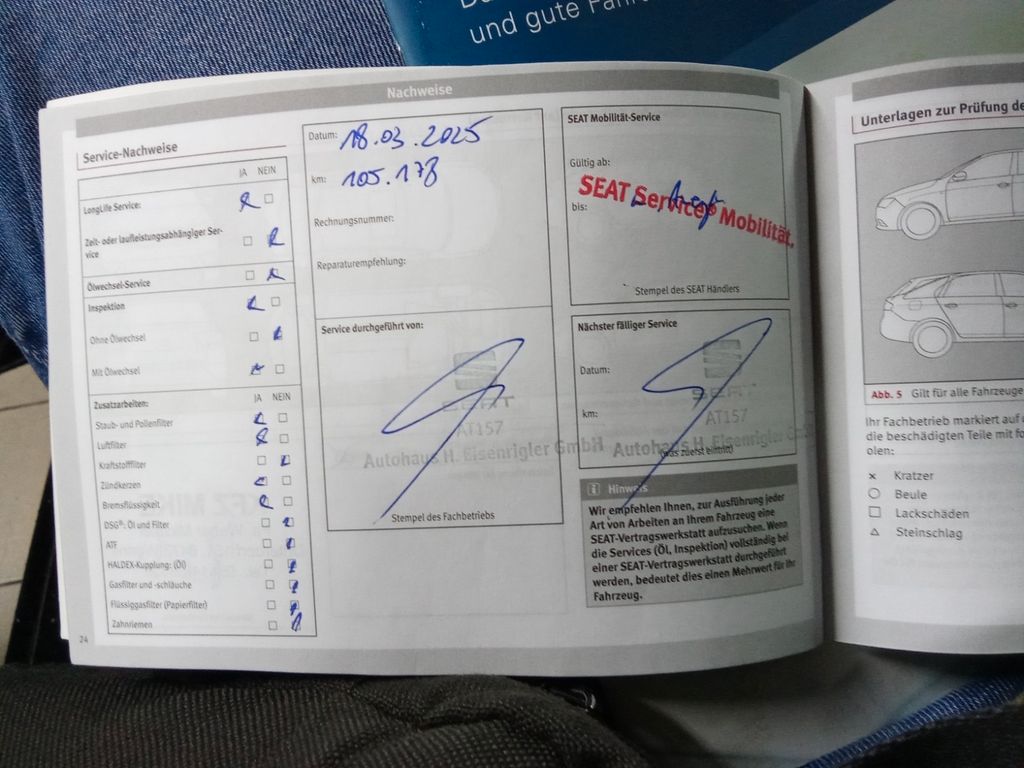 und gute Fahrt
Nachweise
Service-Nachweise
JA NEIN
LongLife Service:
Zeit- oder laufleistungsabhängiger Ser-
vice
Ölwechsel-Service
Inspektion
Ohne Ölwechsel
Mit Ölwechsel
Zusatzarbeiten: JA NEIN
Staub- und Pollenfilter
Luftfilter
Kraftstofffilter
Zündkerzen
Bremsflüssigkeit
DSG®: Öl und Filter
ATF
HALDEX-Kupplung: (Öl)
Gasfilter und -schläuche
Flüssiggasfilter (Papierfilter)
Zahnriemen
24
Datum: 18.03.2025
km: 105.178
Rechnungsnummer:
Reparaturempfehlung:
Service durchgeführt von:
SEAT
AT157
Autohaus H. Eisenrigler GmbH
Stempel des Fachbetriebs
SEAT Mobilität-Service
Gültig ab:
SEAT Service® Mobilität.
bis:
Stempel des SEAT Händlers
Nächster fälliger Service
Datum:
SEAT
km:
AT157
Autohaus H. Eisenrigler
(was zuerst eintritt)
Hinweis
Wir empfehlen Ihnen, zur Ausführung jeder
Art von Arbeiten an Ihrem Fahrzeug eine
SEAT-Vertragswerkstatt aufzusuchen. Wenn
die Services (Öl, Inspektion) vollständig bei
einer SEAT-Vertragswerkstatt durchgeführt
werden, bedeutet dies einen Mehrwert für Ihr
Fahrzeug.
Unterlagen zur Prüfung
Abb. 5 Gilt für alle Fahrzeuge
Ihr Fachbetrieb markiert auf
die beschädigten Teile mit
olen:
Kratzer
Beule
Lackschäden
Steinschlag